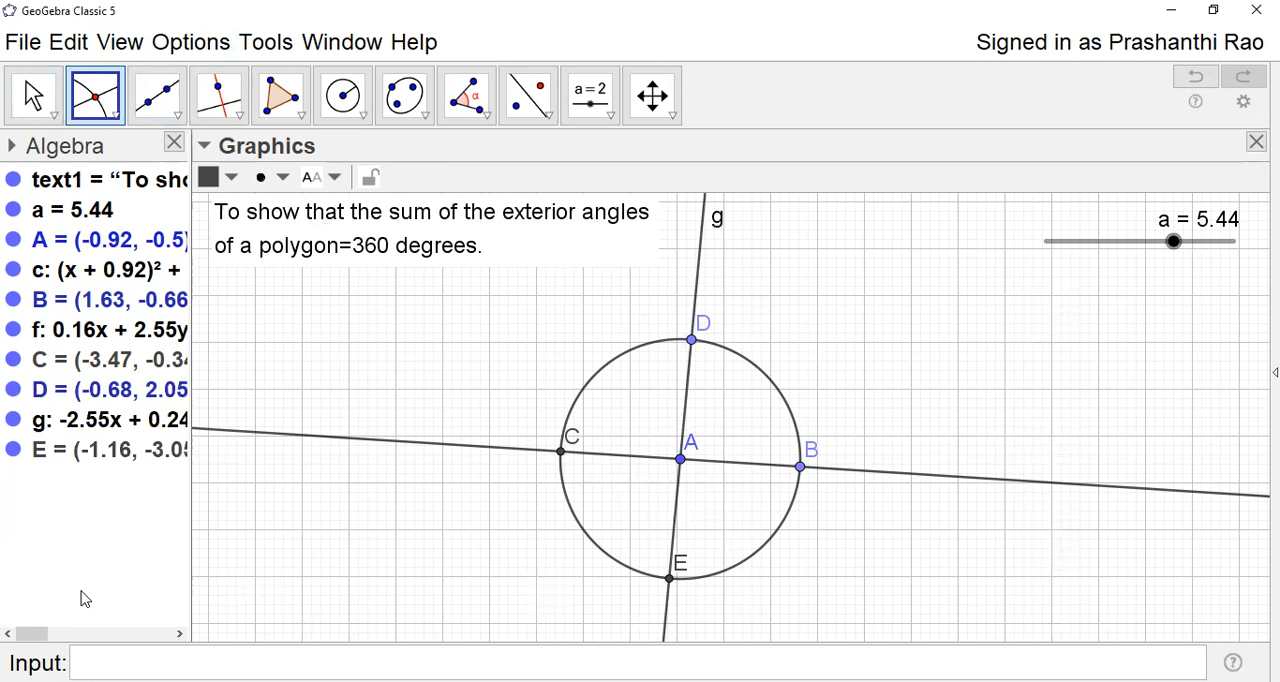 GeoGebra Classic 5
File Edit View Options Tools Window Help
Signed in as Prashanthi Rao
α
a = 2
Algebra
Graphics
AA
text1 = “To sho
a = 5.44
A = (-0.92, -0.5)
c: (x + 0.92)² +
B = (1.63, -0.66
f: 0.16x + 2.55y
C = (-3.47, -0.34
D = (-0.68, 2.05
g: -2.55x + 0.24
E = (-1.16, -3.05
To show that the sum of the exterior angles
of a polygon=360 degrees.
g
a = 5.44
D
C
A
B
E
Input: